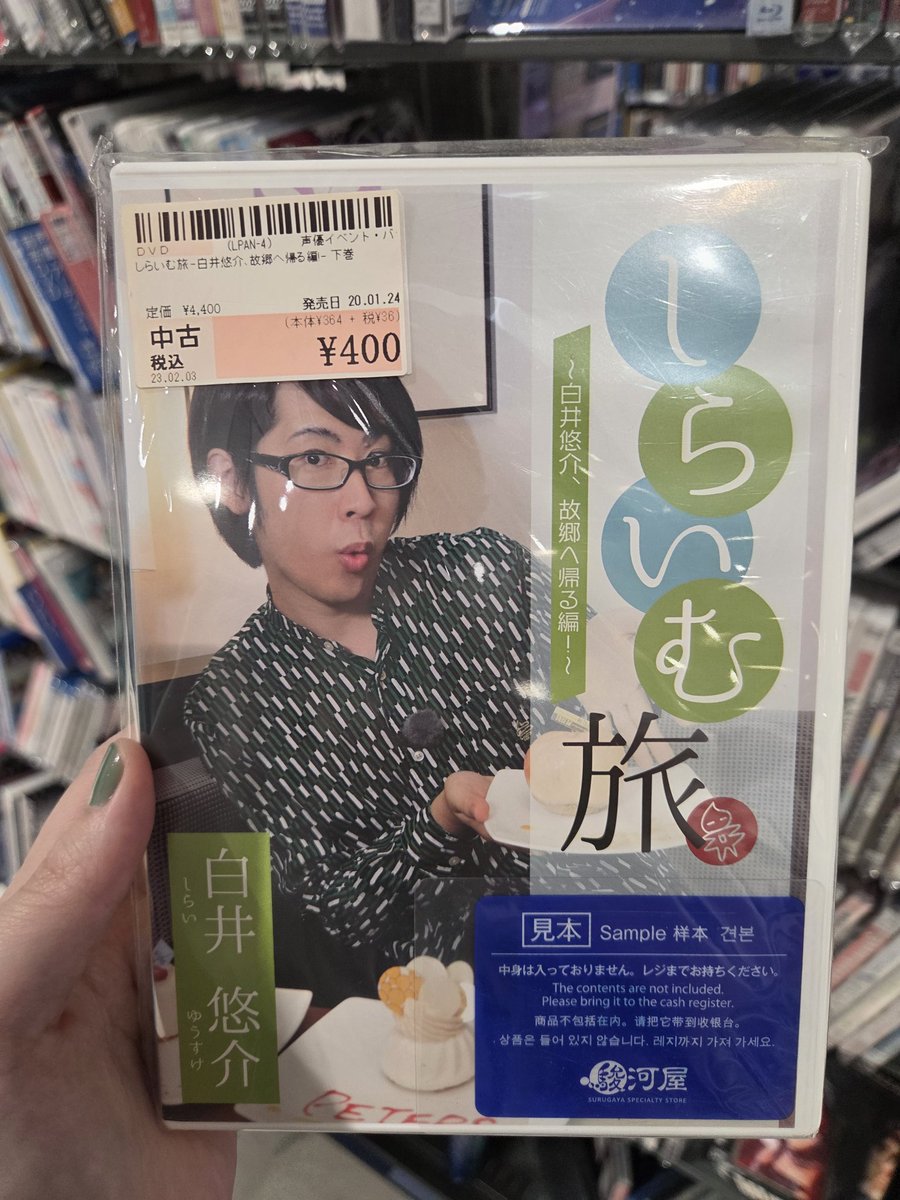 DVD (LPAN-4) 声優イベント・バ
しらいむ旅-白井悠介、故郷へ帰る編!- 下巻
定価 ¥4,400 発売日 20.01.24
(本体¥364 + 税¥36)
中古
税込
¥400
23.02.03
しらいむ
旅
~白井悠介、故郷へ帰る編!~
白井 悠介
しらい ゆうすけ
PETERS
見本 Sample 样本 견본
中身は入っておりません。レジまでお持ちください。
The contents are not included.
Please bring it to the cash register.
商品不包括在内。请把它带到收银台。
상품은 들어 있지 않습니다. 레지까지 가져 가세요.
駿河屋
SURUGAYA SPECIALTY STORE